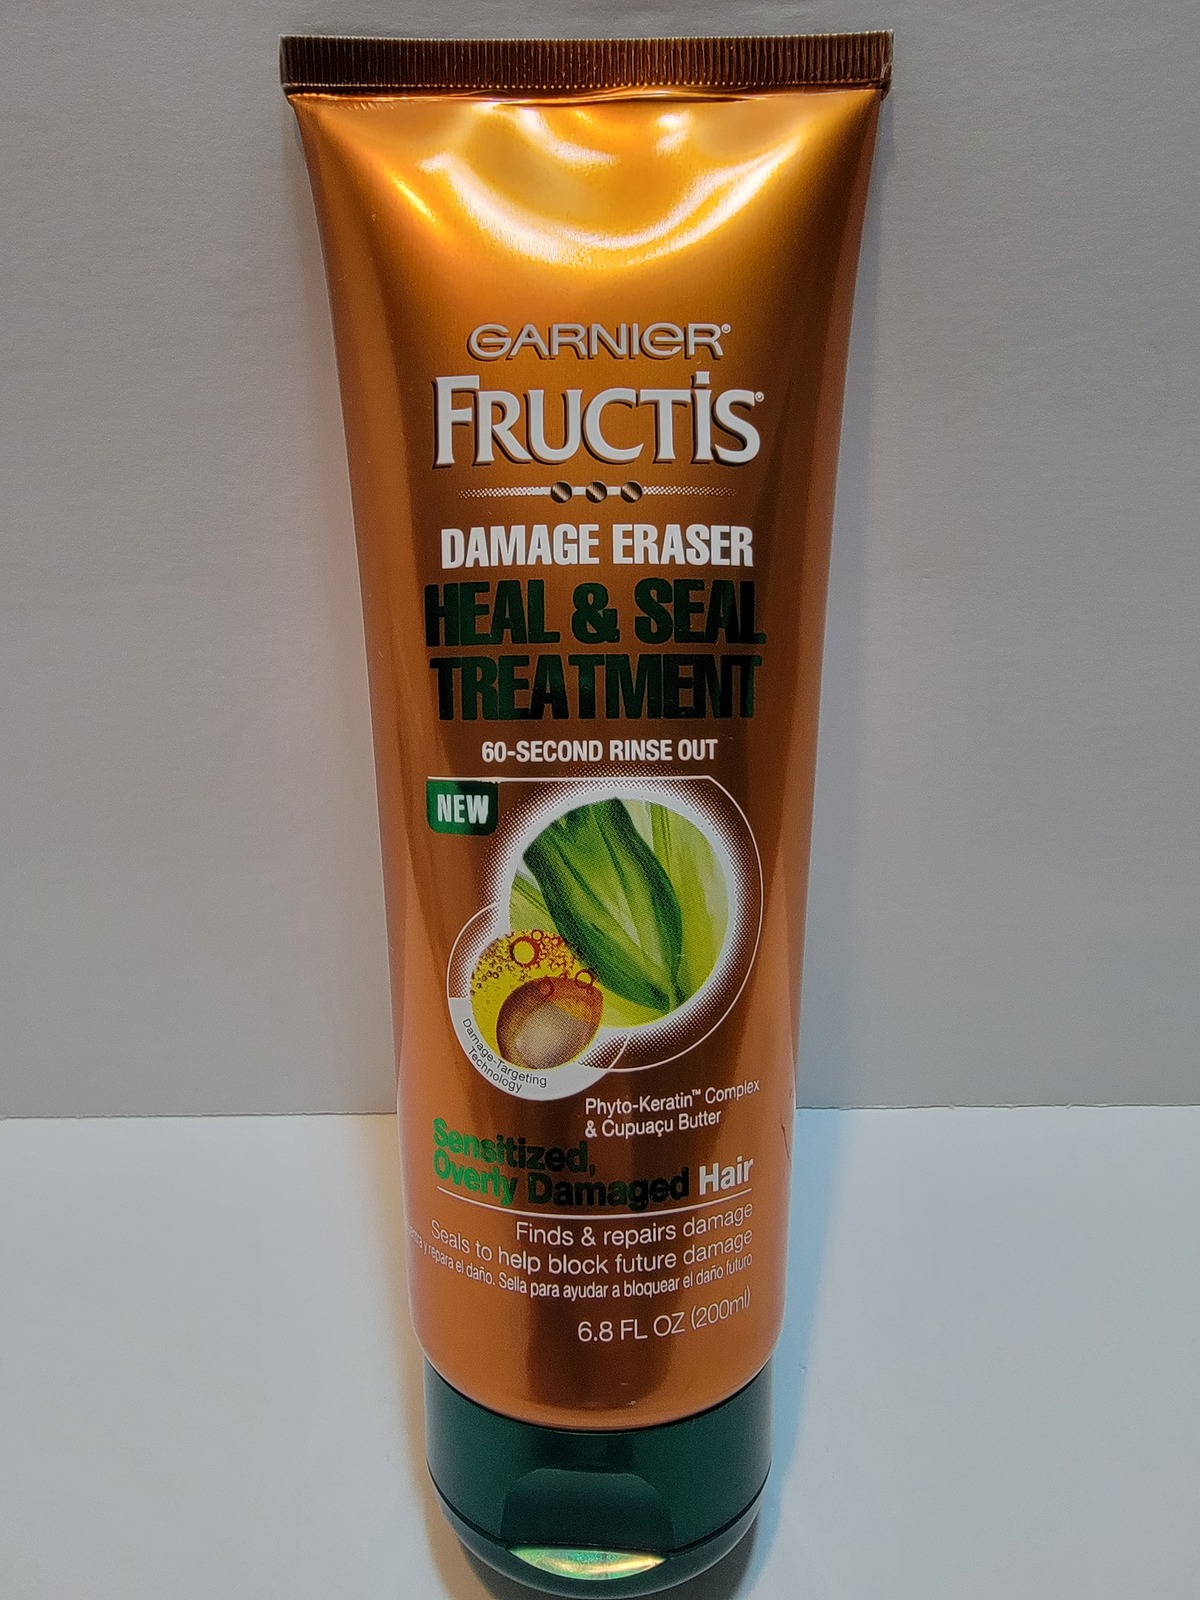 GARNIER®
FRUCTIS®
DAMAGE ERASER
HEAL & SEAL
TREATMENT
60-SECOND RINSE OUT
NEW
Damage-Targeting
Technology
Phyto-Keratin™ Complex
& Cupuaçu Butter
Sensitized,
Overly Damaged Hair
Finds & repairs damage
Seals to help block future damage
y repara el daño. Sella para ayudar a bloquear el daño futuro
6.8 FL OZ (200ml)